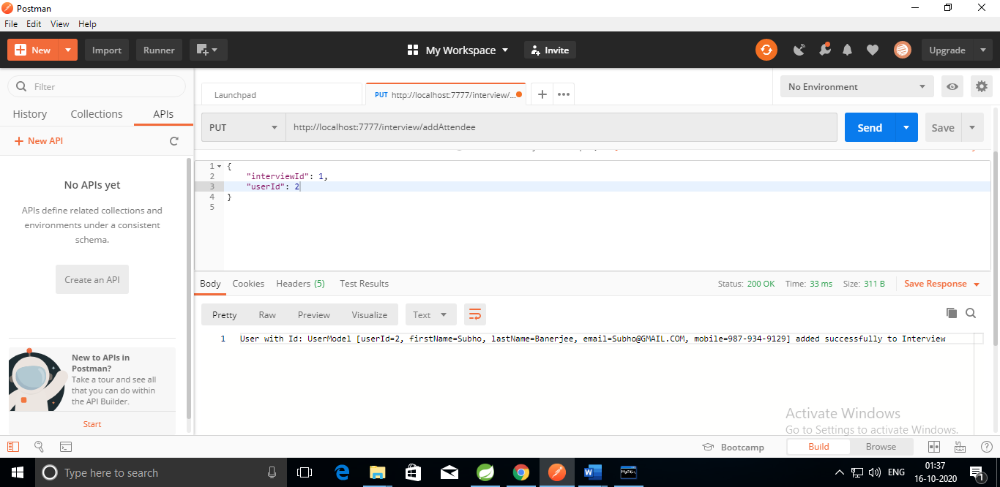 Postman
File Edit View Help
New Import Runner My Workspace Invite Upgrade
Filter
History Collections APIs
+ New API
No APIs yet
APIs define related collections and
environments under a consistent
schema.
Create an API
New to APIs in
Postman?
Take a tour and see all
that you can do within
the API Builder.
Start
Launchpad PUT http://localhost:7777/interview/... + •••
No Environment
PUT http://localhost:7777/interview/addAttendee Send Save
1 {
2 "interviewId": 1,
3 "userId": 2
4 }
5
Body Cookies Headers (5) Test Results Status: 200 OK Time: 33 ms Size: 311 B Save Response
Pretty Raw Preview Visualize Text
1 User with Id: UserModel [userId=2, firstName=Subho, lastName=Banerjee, email=Subho@GMAIL.COM, mobile=987-934-9129] added successfully to Interview
Activate Windows
Go to Settings to activate Windows.
Bootcamp Build Browse
Type here to search
ENG
01:37
16-10-2020
1